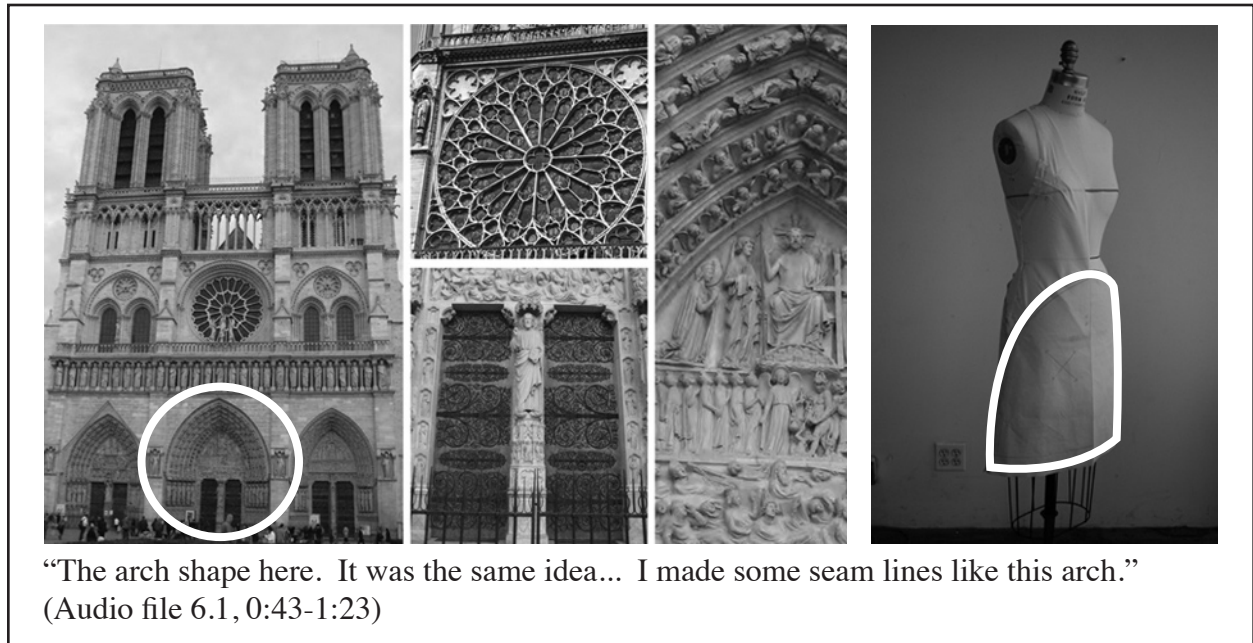 “The arch shape here. It was the same idea... I made some seam lines like this arch.”
(Audio file 6.1, 0:43-1:23)